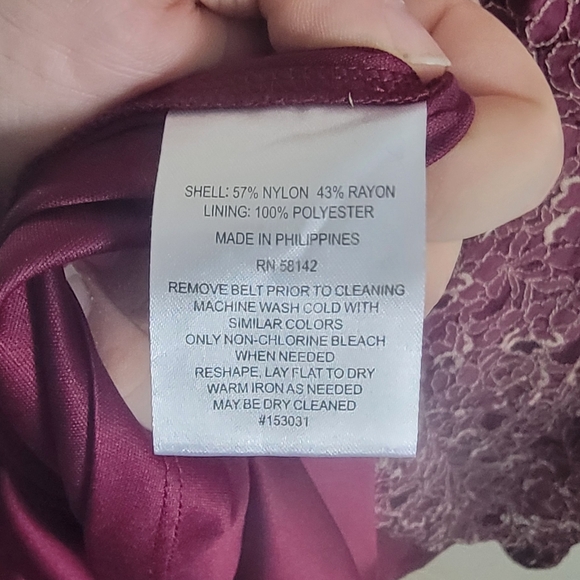 SHELL: 57% NYLON 43% RAYON
LINING: 100% POLYESTER
MADE IN PHILIPPINES
RN 58142
REMOVE BELT PRIOR TO CLEANING
MACHINE WASH COLD WITH
SIMILAR COLORS
ONLY NON-CHLORINE BLEACH
WHEN NEEDED
RESHAPE, LAY FLAT TO DRY
WARM IRON AS NEEDED
MAY BE DRY CLEANED
#153031